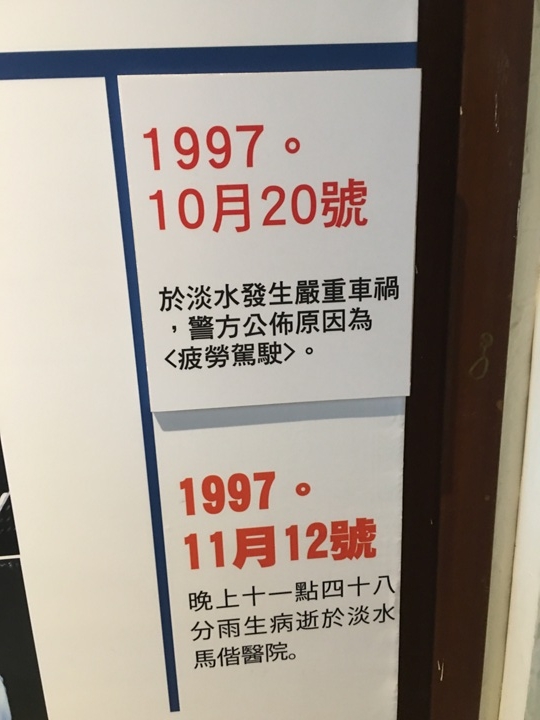 1997。
10月20號
於淡水發生嚴重車禍
，警方公佈原因為
<疲勞駕駛>。
1997。
11月12號
晚上十一點四十八
分雨生病逝於淡水
馬偕醫院。